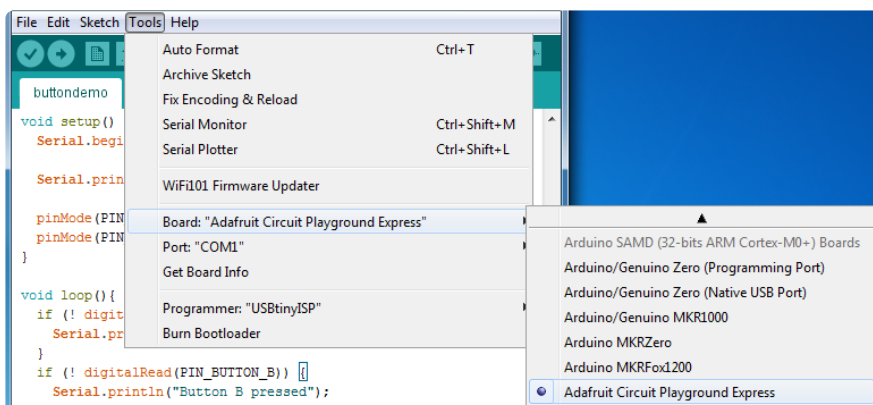 File Edit Sketch Tools Help
Auto Format Ctrl+T
Archive Sketch
Fix Encoding & Reload
Serial Monitor Ctrl+Shift+M
Serial Plotter Ctrl+Shift+L
WiFi101 Firmware Updater
Board: "Adafruit Circuit Playground Express"
Port: "COM1"
Get Board Info
Programmer: "USBtinyISP"
Burn Bootloader
Arduino SAMD (32-bits ARM Cortex-M0+) Boards
Arduino/Genuino Zero (Programming Port)
Arduino/Genuino Zero (Native USB Port)
Arduino/Genuino MKR1000
Arduino MKRZero
Arduino MKRFox1200
Adafruit Circuit Playground Express
buttondemo
void setup()
Serial.begi
Serial.prin
pinMode(PIN
pinMode(PIN
}
void loop(){
if (! digit
Serial.pr
}
if (! digitalRead(PIN_BUTTON_B)) {
Serial.println("Button B pressed");